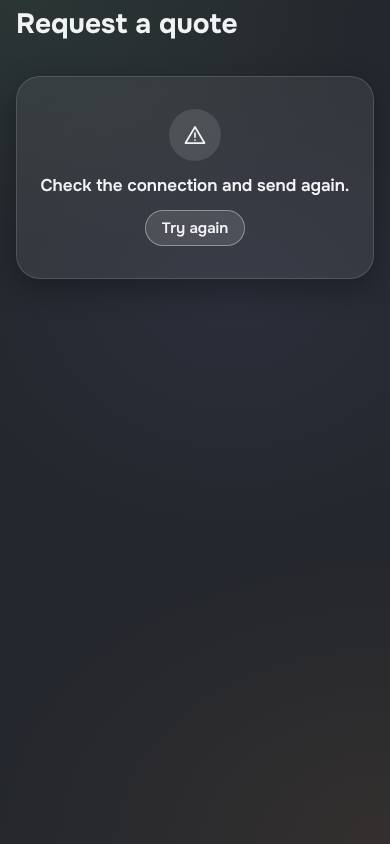 Request a quote
Check the connection and send again.
Try again